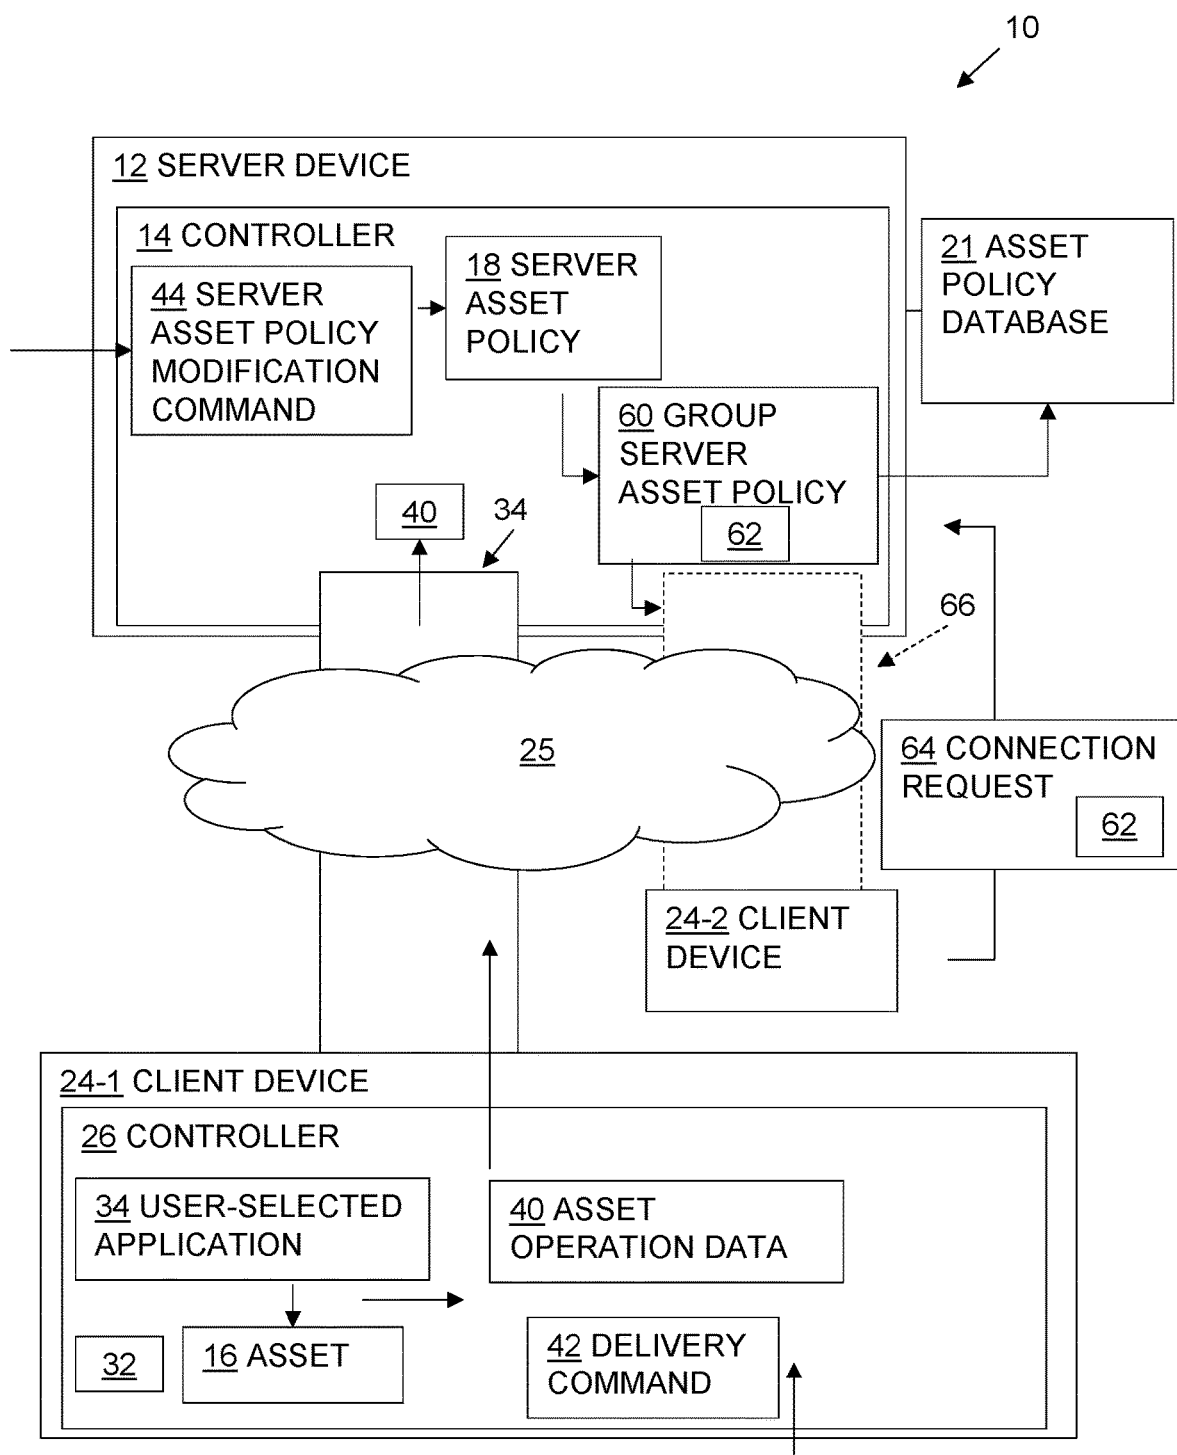 10
12 SERVER DEVICE
14 CONTROLLER
44 SERVER
ASSET POLICY
MODIFICATION
COMMAND
18 SERVER
ASSET
POLICY
21 ASSET
POLICY
DATABASE
60 GROUP
SERVER
ASSET POLICY
62
40
34
66
25
64 CONNECTION
REQUEST
62
24-2 CLIENT
DEVICE
24-1 CLIENT DEVICE
26 CONTROLLER
34 USER-SELECTED
APPLICATION
40 ASSET
OPERATION DATA
32
16 ASSET
42 DELIVERY
COMMAND